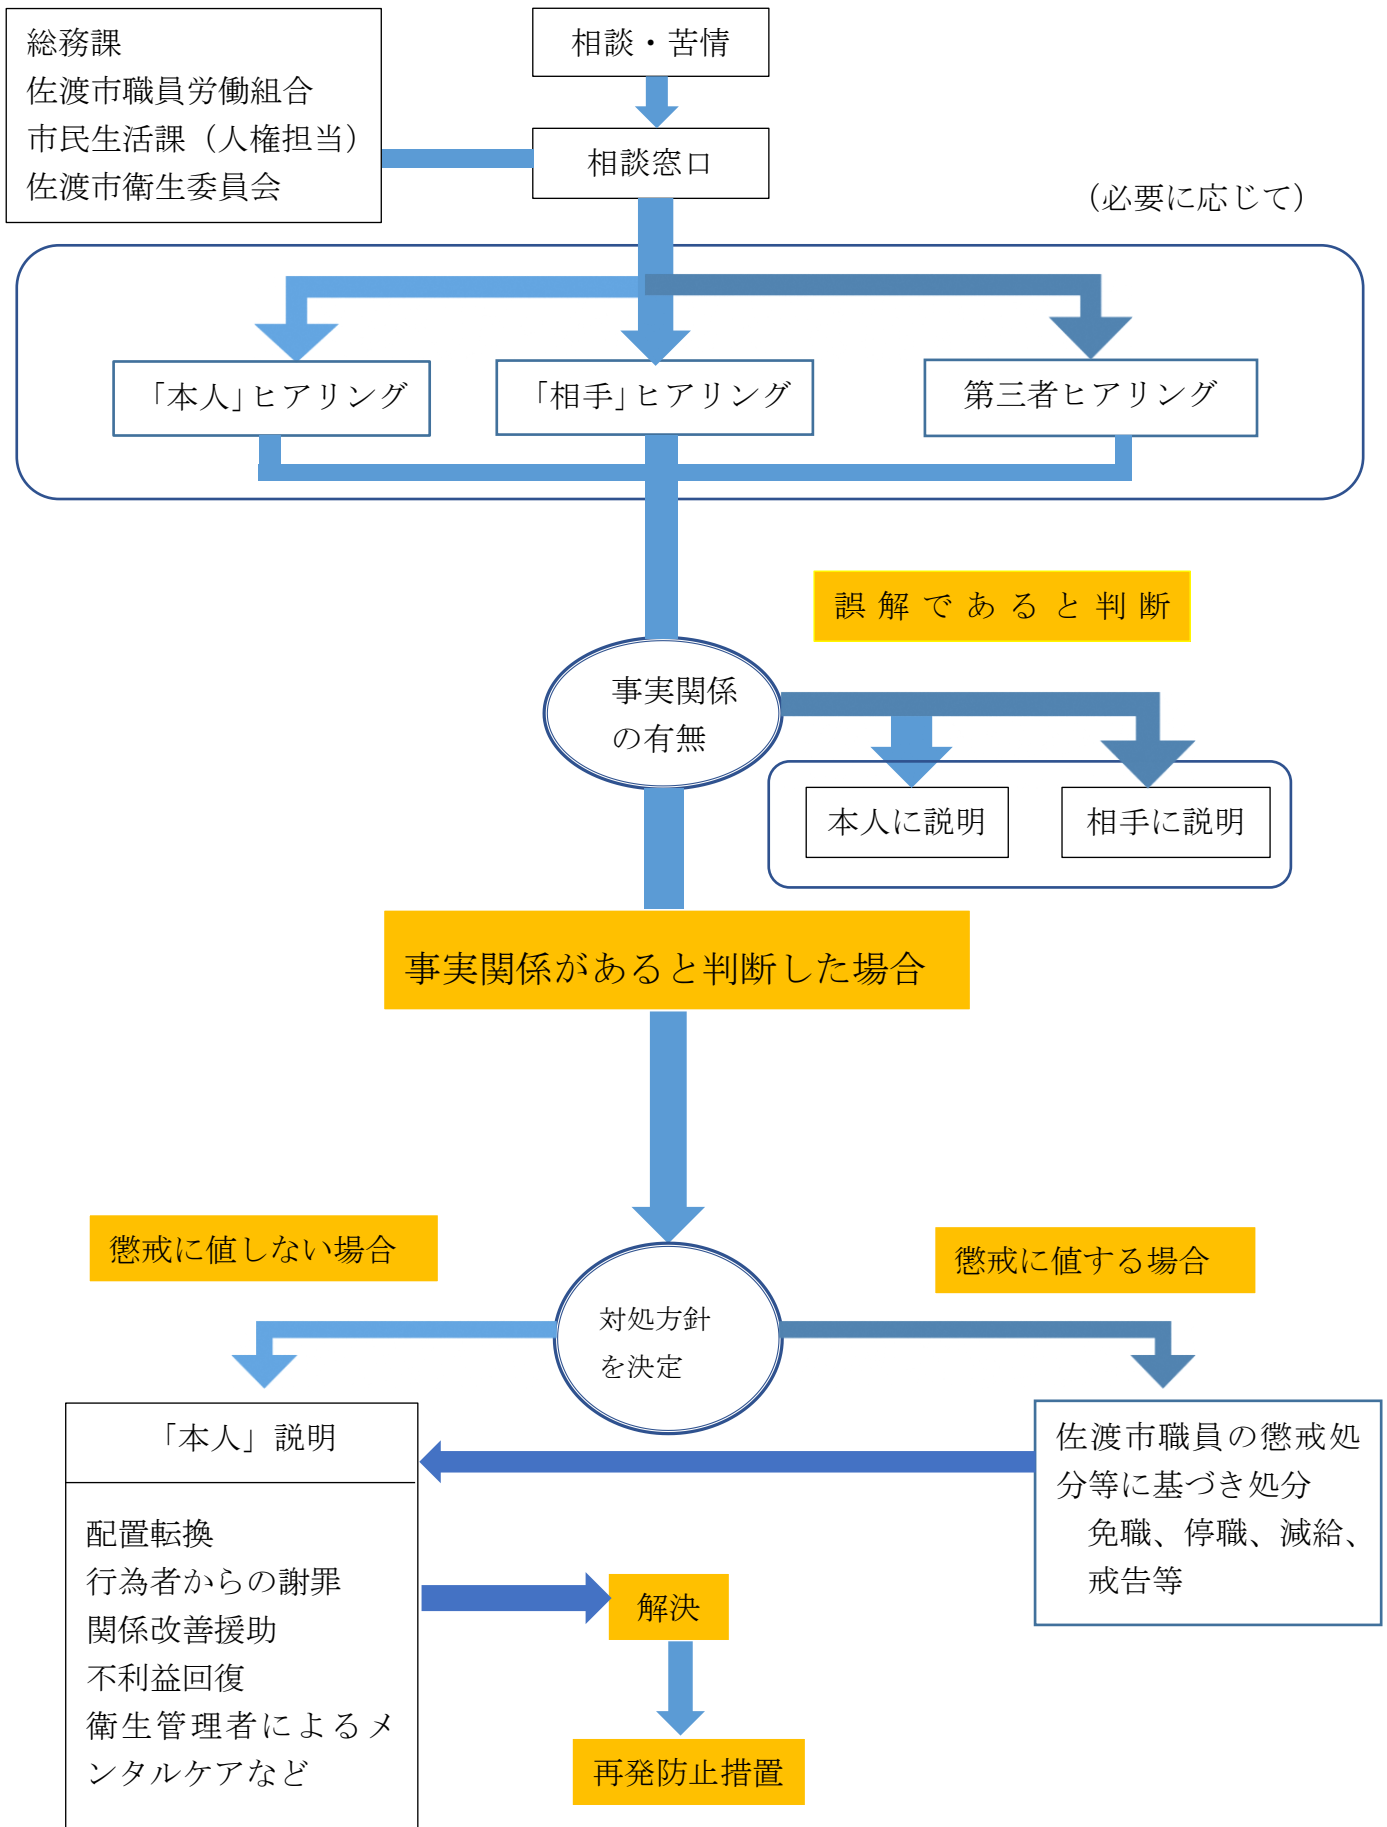 総務課
佐渡市職員労働組合
市民生活課（人権担当）
佐渡市衛生委員会
相談・苦情
相談窓口
（必要に応じて）
「本人」ヒアリング
「相手」ヒアリング
第三者ヒアリング
誤解であると判断
事実関係
の有無
本人に説明
相手に説明
事実関係があると判断した場合
懲戒に値しない場合
懲戒に値する場合
対処方針
を決定
「本人」説明
配置転換
行為者からの謝罪
関係改善援助
不利益回復
衛生管理者によるメ
ンタルケアなど
佐渡市職員の懲戒処
分等に基づき処分
免職、停職、減給、
戒告等
解決
再発防止措置